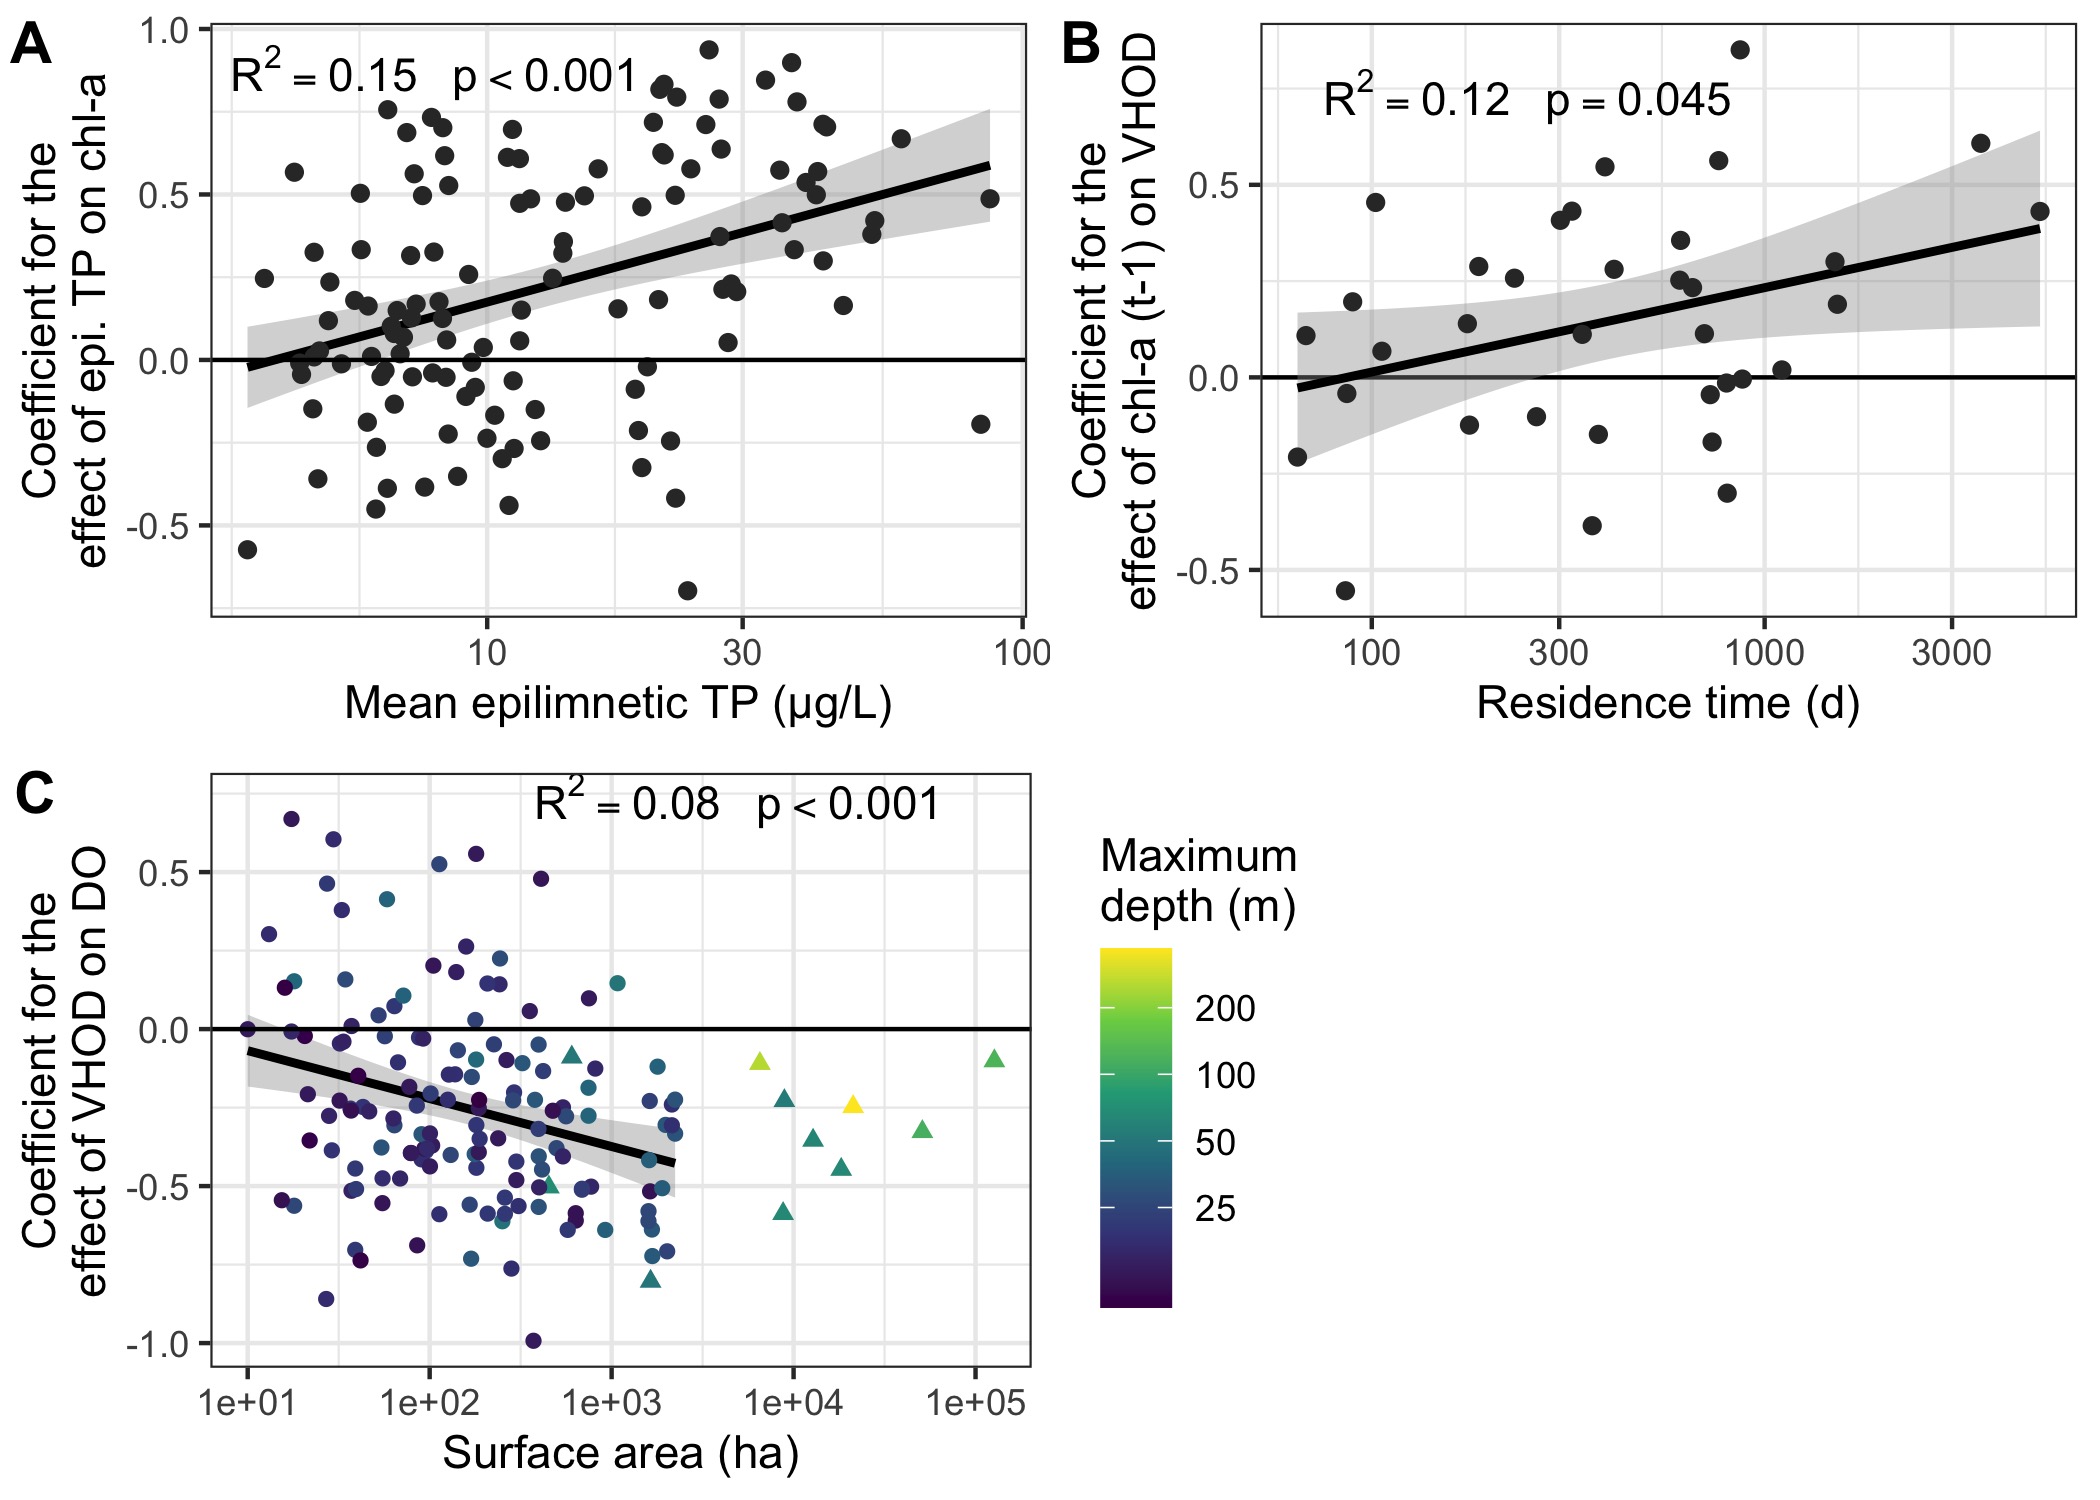 A
Coefficient for the
effect of epi. TP on chl-a
1.0
0.5
0.0
-0.5
R² = 0.15 p < 0.001
10 30 100
Mean epilimnetic TP (µg/L)
B
Coefficient for the
effect of chl-a (t-1) on VHOD
0.5
0.0
-0.5
R² = 0.12 p = 0.045
100 300 1000 3000
Residence time (d)
C
Coefficient for the
effect of VHOD on DO
0.5
0.0
-0.5
-1.0
R² = 0.08 p < 0.001
1e+01 1e+02 1e+03 1e+04 1e+05
Surface area (ha)
Maximum
depth (m)
200
100
50
25